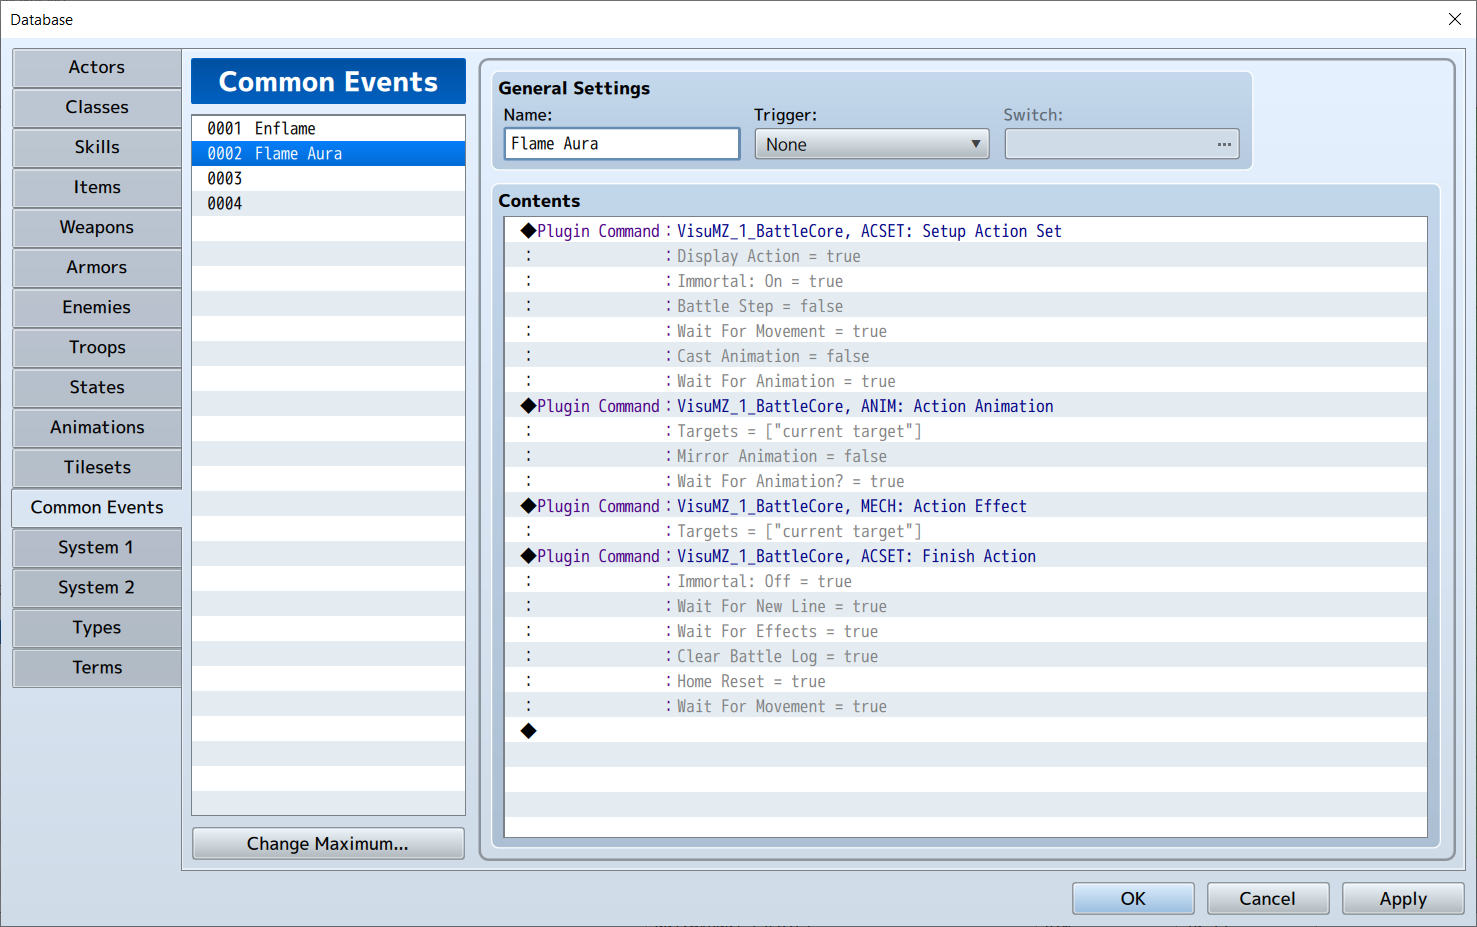 Database
Actors
Classes
Skills
Items
Weapons
Armors
Enemies
Troops
States
Animations
Tilesets
Common Events
System 1
System 2
Types
Terms
Common Events
0001 Enflame
0002 Flame Aura
0003
0004
Change Maximum...
General Settings
Name: Trigger: Switch:
Flame Aura None ...
Contents
◆Plugin Command：VisuMZ_1_BattleCore, ACSET: Setup Action Set
：　　　　　　　：Display Action = true
：　　　　　　　：Immortal: On = true
：　　　　　　　：Battle Step = false
：　　　　　　　：Wait For Movement = true
：　　　　　　　：Cast Animation = false
：　　　　　　　：Wait For Animation = true
◆Plugin Command：VisuMZ_1_BattleCore, ANIM: Action Animation
：　　　　　　　：Targets = ["current target"]
：　　　　　　　：Mirror Animation = false
：　　　　　　　：Wait For Animation? = true
◆Plugin Command：VisuMZ_1_BattleCore, MECH: Action Effect
：　　　　　　　：Targets = ["current target"]
◆Plugin Command：VisuMZ_1_BattleCore, ACSET: Finish Action
：　　　　　　　：Immortal: Off = true
：　　　　　　　：Wait For New Line = true
：　　　　　　　：Wait For Effects = true
：　　　　　　　：Clear Battle Log = true
：　　　　　　　：Home Reset = true
：　　　　　　　：Wait For Movement = true
◆
OK Cancel Apply